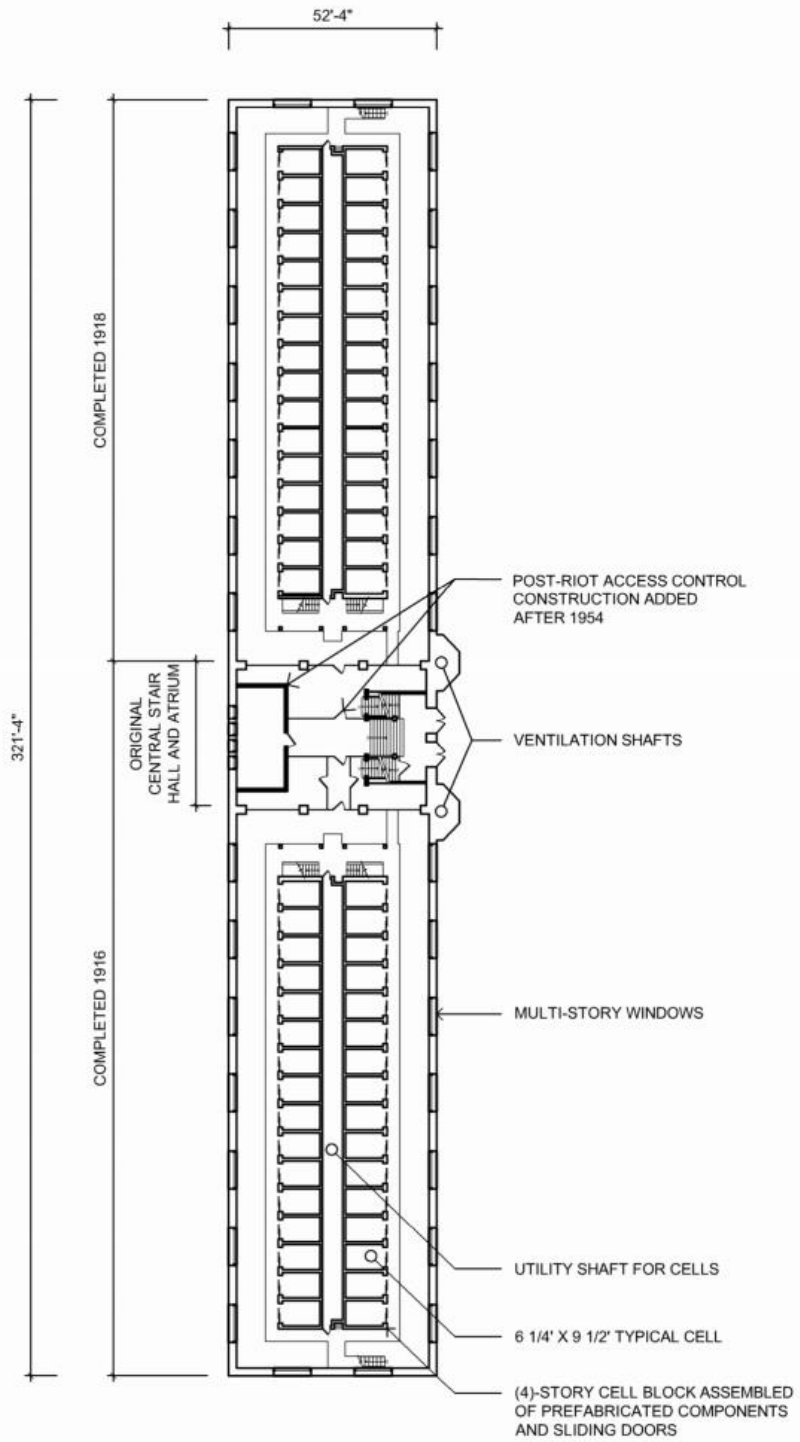 52'-4"
COMPLETED 1918
POST-RIOT ACCESS CONTROL
CONSTRUCTION ADDED
AFTER 1954
321'-4"
ORIGINAL
CENTRAL STAIR
HALL AND ATRIUM
VENTILATION SHAFTS
COMPLETED 1916
MULTI-STORY WINDOWS
UTILITY SHAFT FOR CELLS
6 1/4' X 9 1/2' TYPICAL CELL
(4)-STORY CELL BLOCK ASSEMBLED
OF PREFABRICATED COMPONENTS
AND SLIDING DOORS